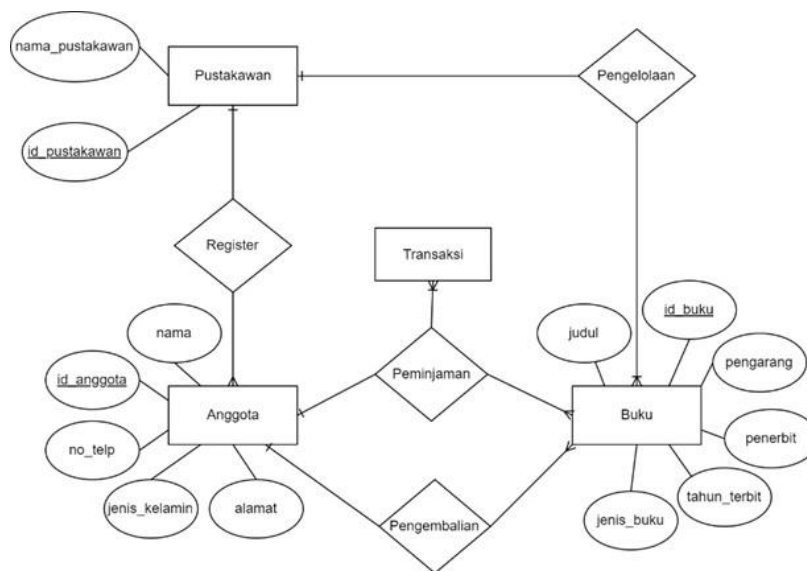 nama_pustakawan
Pustakawan
Pengelolaan
id_pustakawan
Register
Transaksi
nama
judul
id_buku
pengarang
id_anggota
Peminjaman
Anggota
Buku
no_telp
penerbit
jenis_kelamin
alamat
Pengembalian
jenis_buku
tahun_terbit